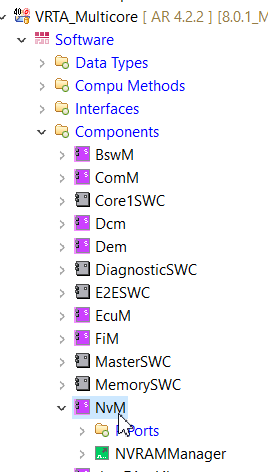 VRTA_Multicore [ AR 4.2.2 ] [8.0.1_M
Software
Data Types
Compu Methods
Interfaces
Components
BswM
ComM
Core1SWC
Dcm
Dem
DiagnosticSWC
E2ESWC
EcuM
FiM
MasterSWC
MemorySWC
NvM
Ports
NVRAMManager